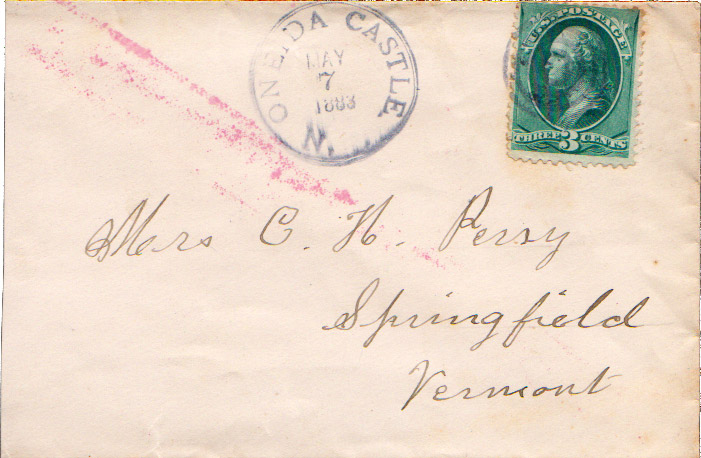 ONEIDA CASTLE
MAY
7
1883
N
U.S. POSTAGE
THREE 3 CENTS
Mrs C. H. Perry
Springfield
Vermont